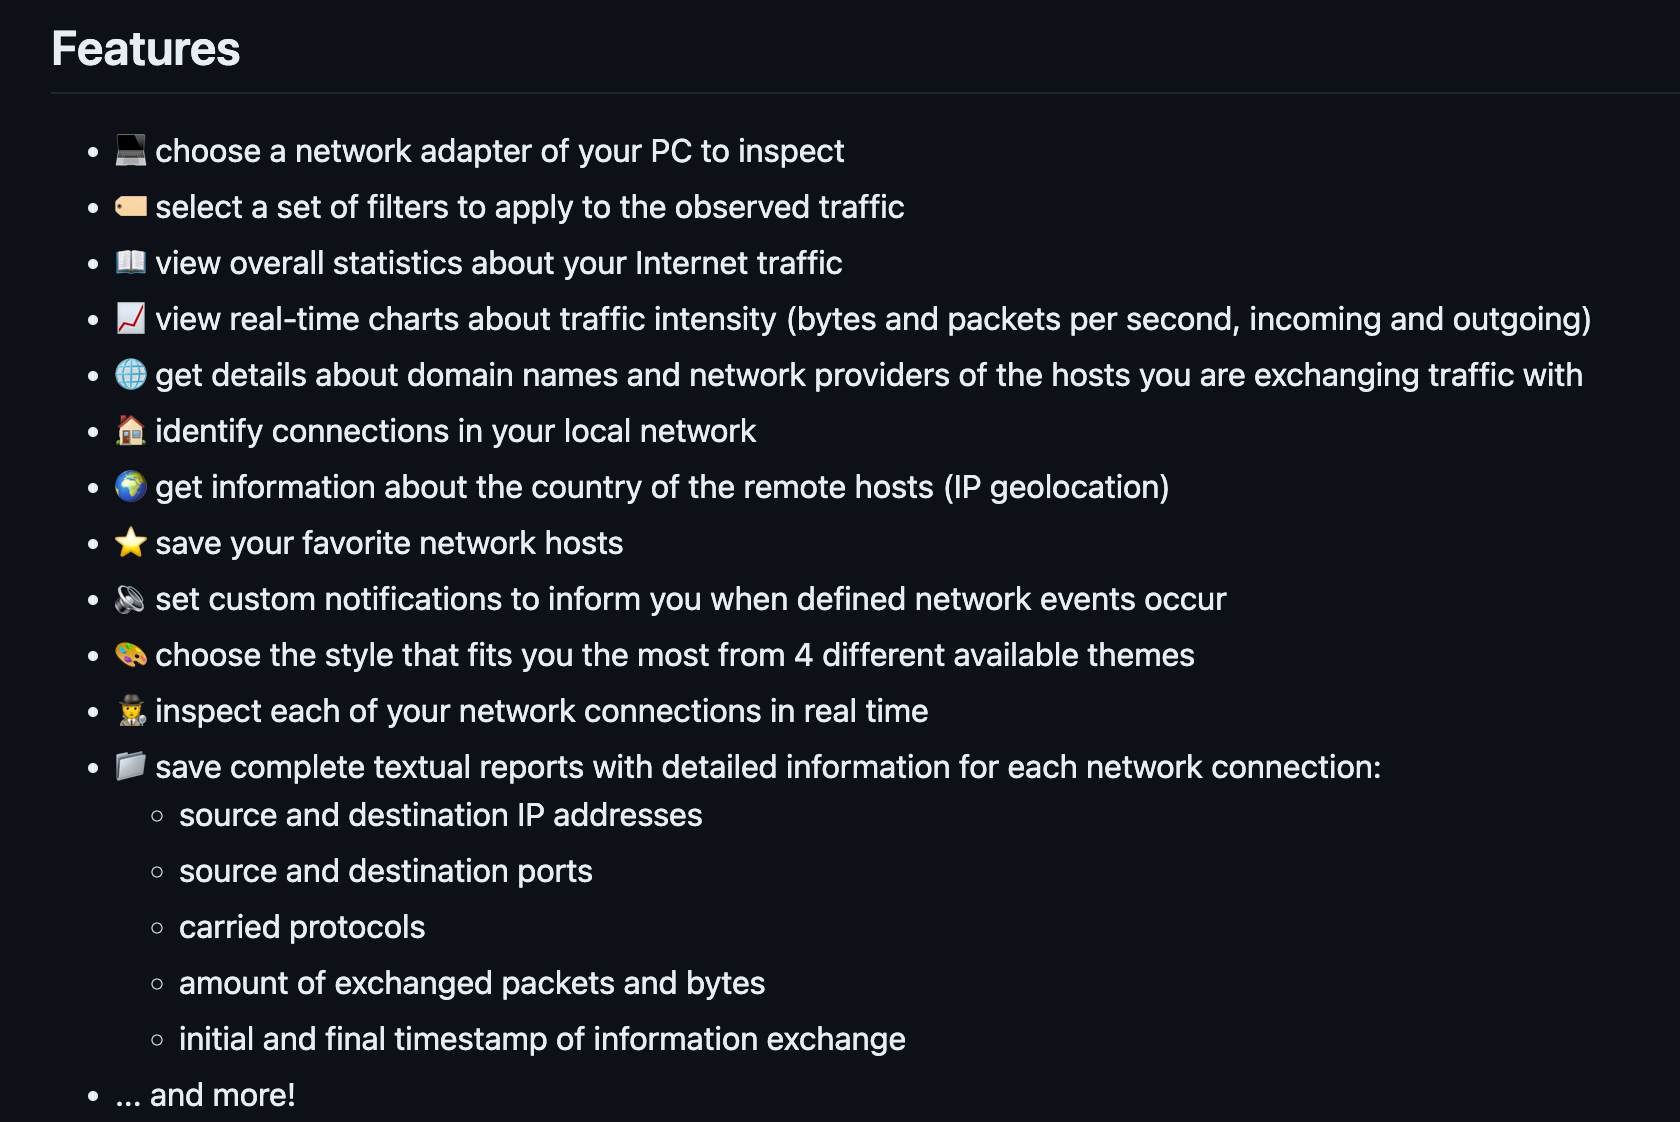 Features
💻 choose a network adapter of your PC to inspect
🏷️ select a set of filters to apply to the observed traffic
📖 view overall statistics about your Internet traffic
📈 view real-time charts about traffic intensity (bytes and packets per second, incoming and outgoing)
🌐 get details about domain names and network providers of the hosts you are exchanging traffic with
🏠 identify connections in your local network
🌍 get information about the country of the remote hosts (IP geolocation)
⭐ save your favorite network hosts
🔊 set custom notifications to inform you when defined network events occur
🎨 choose the style that fits you the most from 4 different available themes
🕵️ inspect each of your network connections in real time
📁 save complete textual reports with detailed information for each network connection:
source and destination IP addresses
source and destination ports
carried protocols
amount of exchanged packets and bytes
initial and final timestamp of information exchange
... and more!